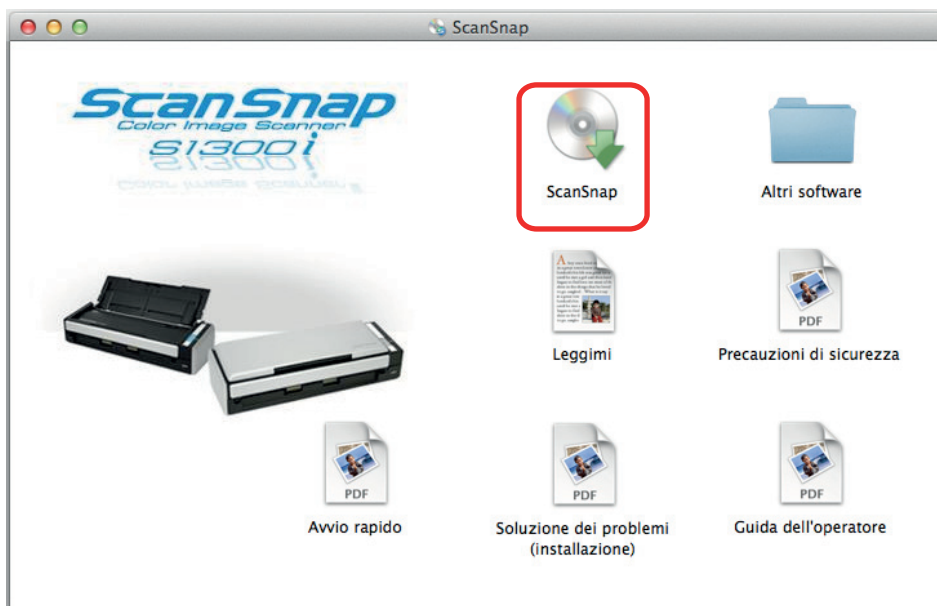 ScanSnap
ScanSnap
Color Image Scanner
S1300i
ScanSnap
Altri software
Leggimi
PDF
Precauzioni di sicurezza
PDF
PDF
PDF
Avvio rapido
Soluzione dei problemi
(installazione)
Guida dell'operatore